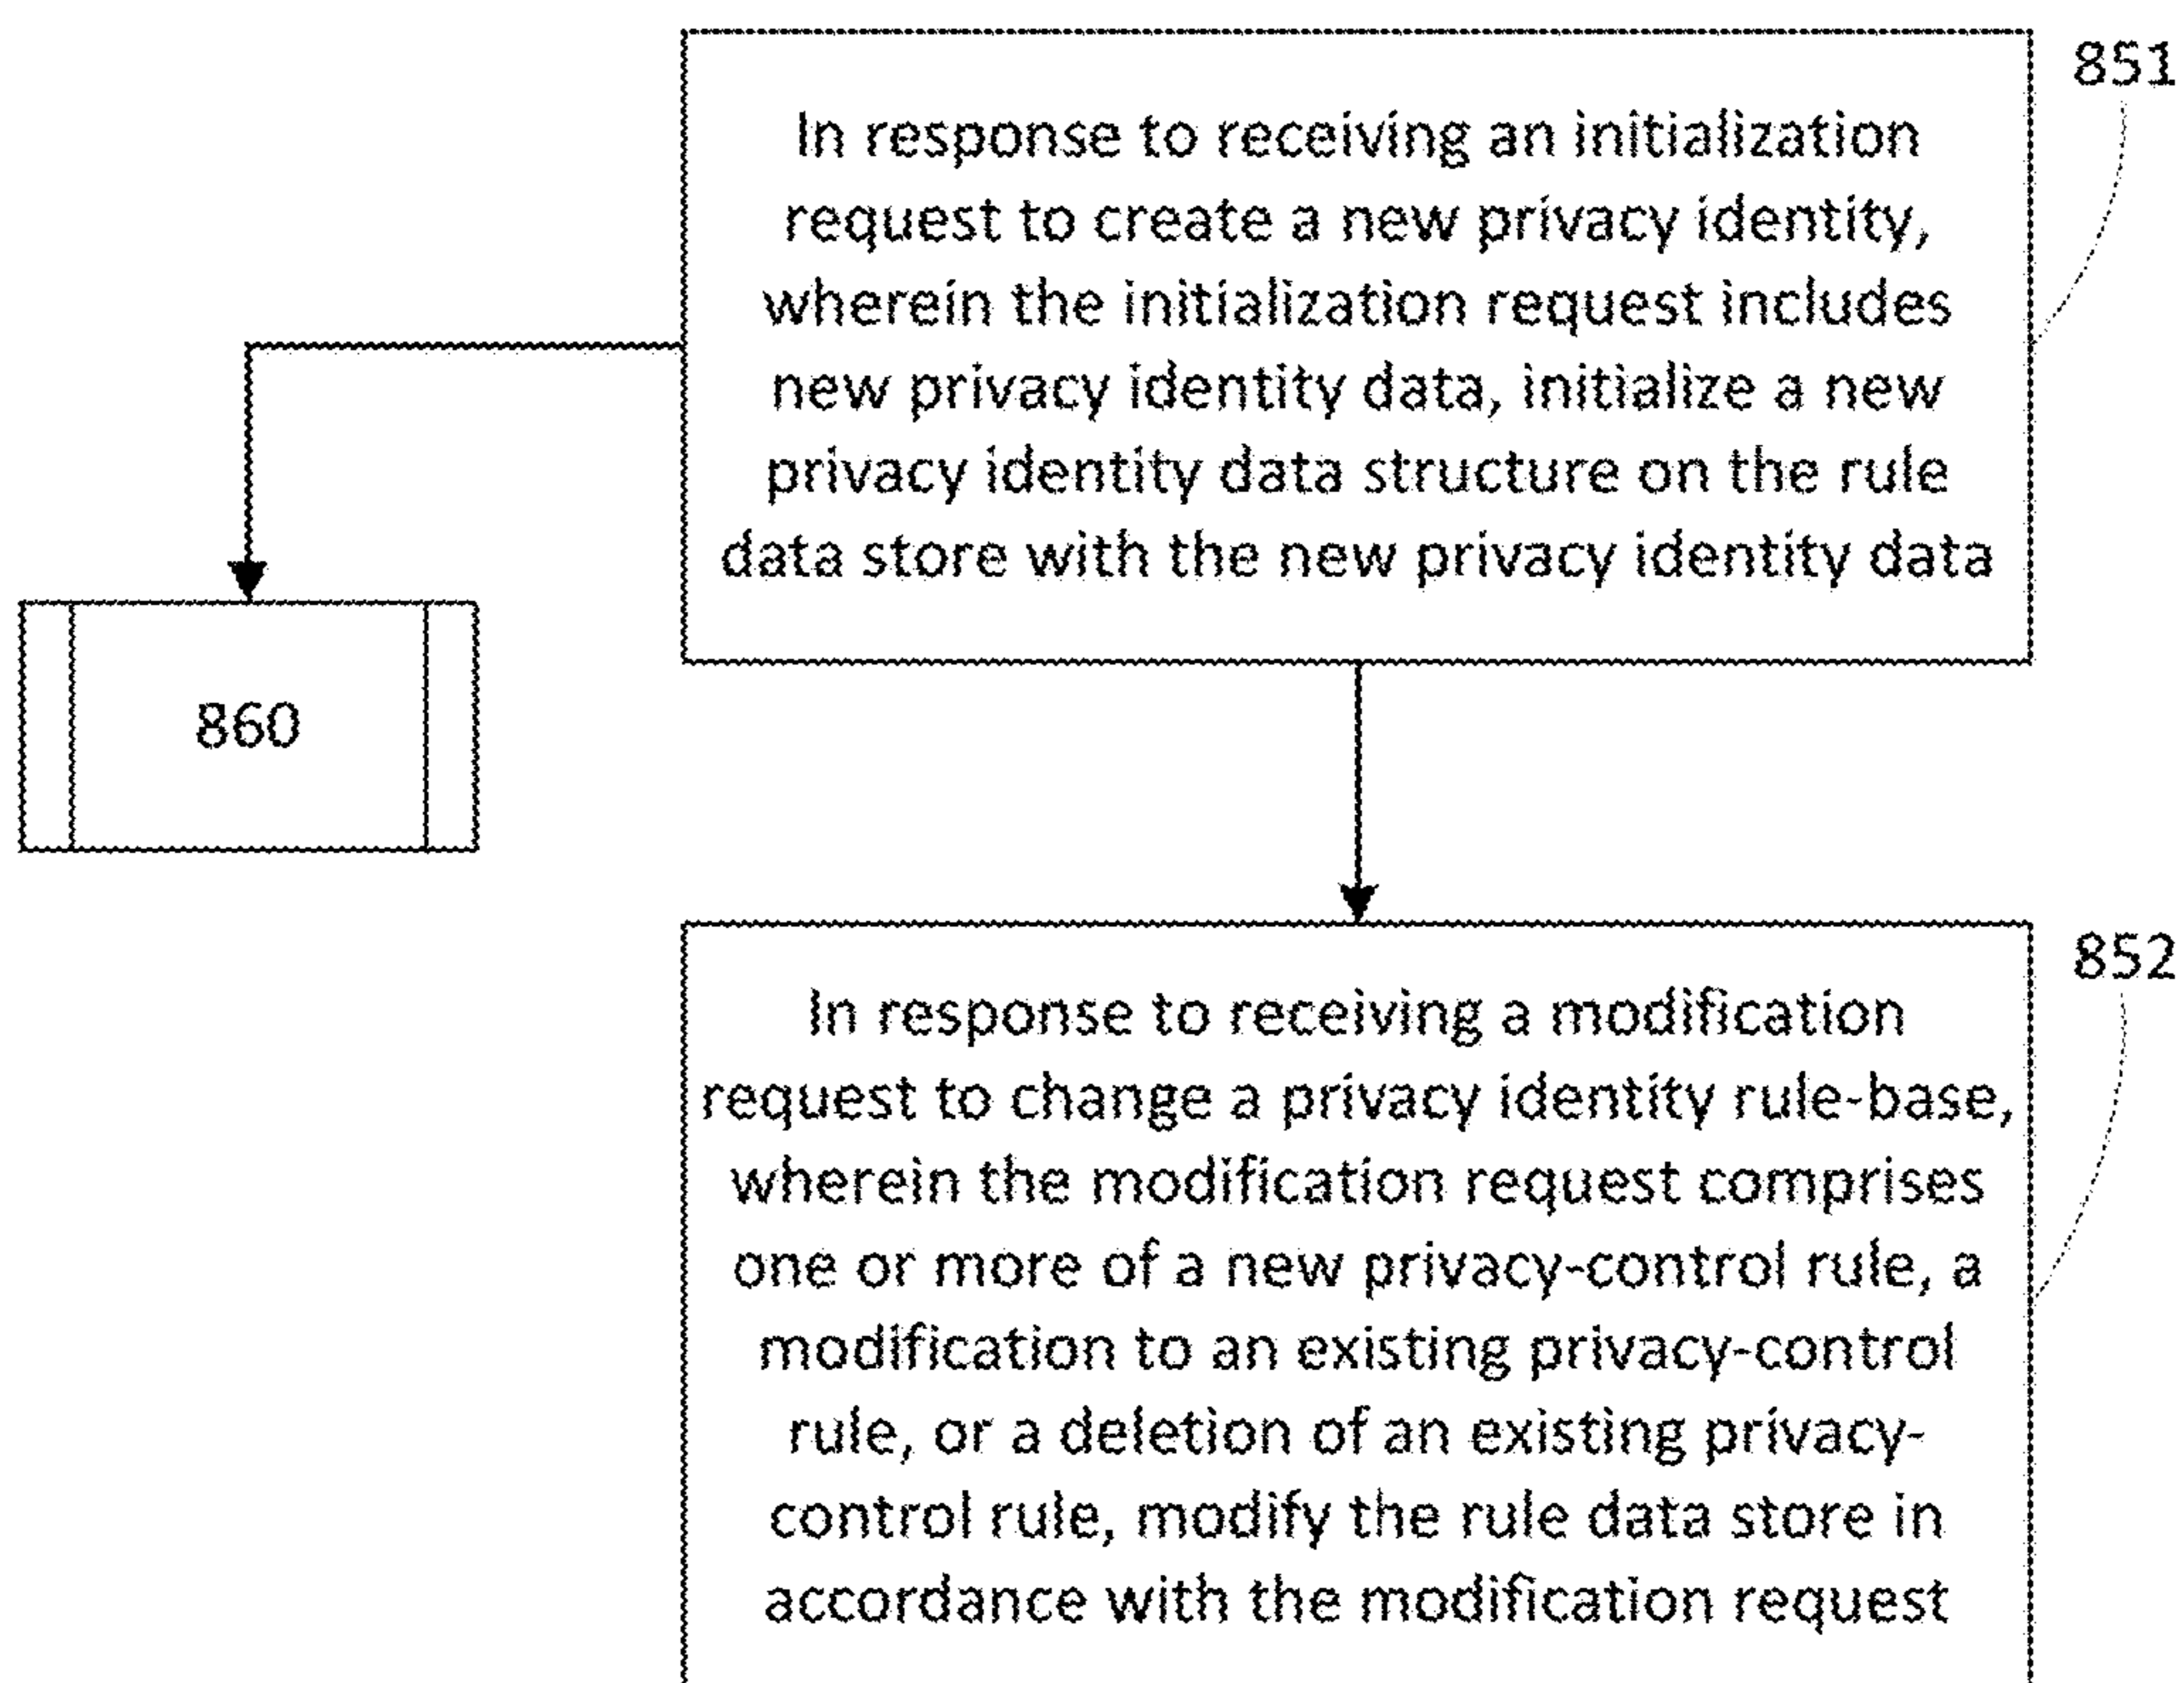 851
In response to receiving an initialization
request to create a new privacy identity,
wherein the initialization request includes
new privacy identity data, initialize a new
privacy identity data structure on the rule
data store with the new privacy identity data
860
852
In response to receiving a modification
request to change a privacy identity rule-base,
wherein the modification request comprises
one or more of a new privacy-control rule, a
modification to an existing privacy-control
rule, or a deletion of an existing privacy-
control rule, modify the rule data store in
accordance with the modification request